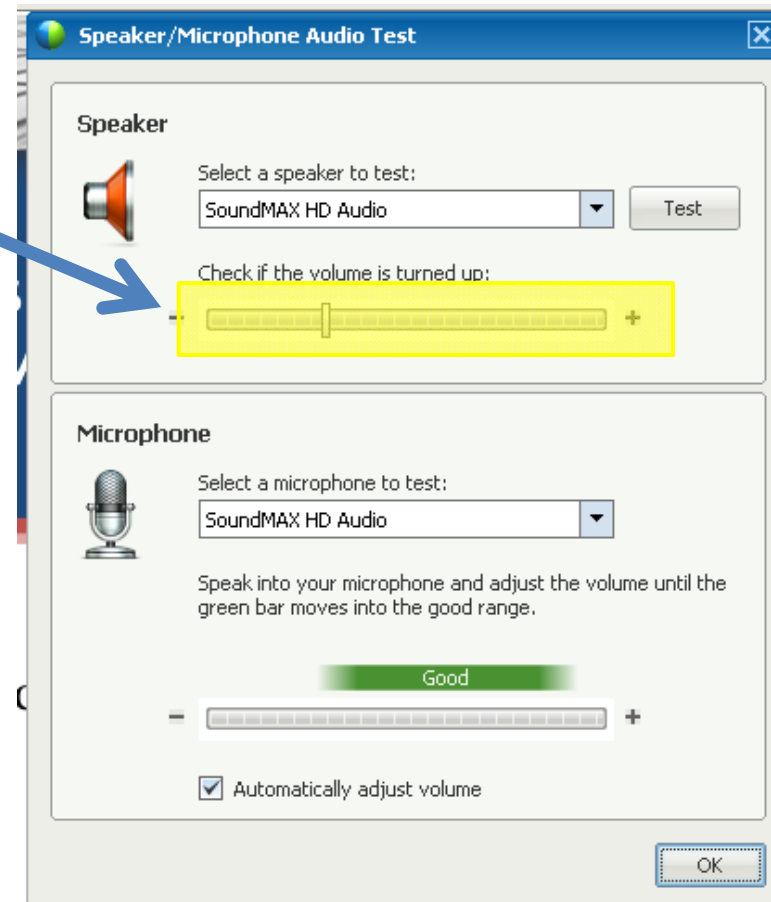 Speaker/Microphone Audio Test
Speaker
Select a speaker to test:
SoundMAX HD Audio
Test
Check if the volume is turned up:
- +
Microphone
Select a microphone to test:
SoundMAX HD Audio
Speak into your microphone and adjust the volume until the
green bar moves into the good range.
Good
- +
Automatically adjust volume
OK